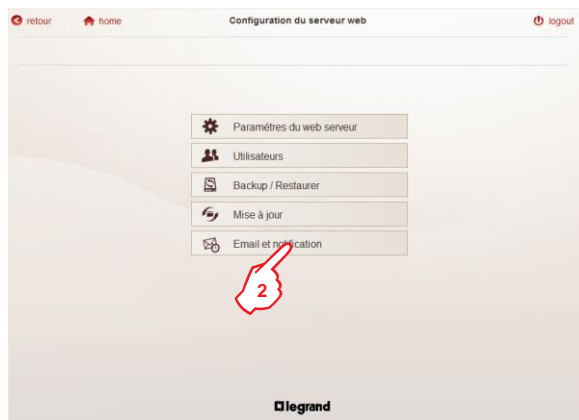 retour
home
Configuration du serveur web
logout
Paramétres du web serveur
Utilisateurs
Backup / Restaurer
Mise à jour
Email et notification
2
legrand